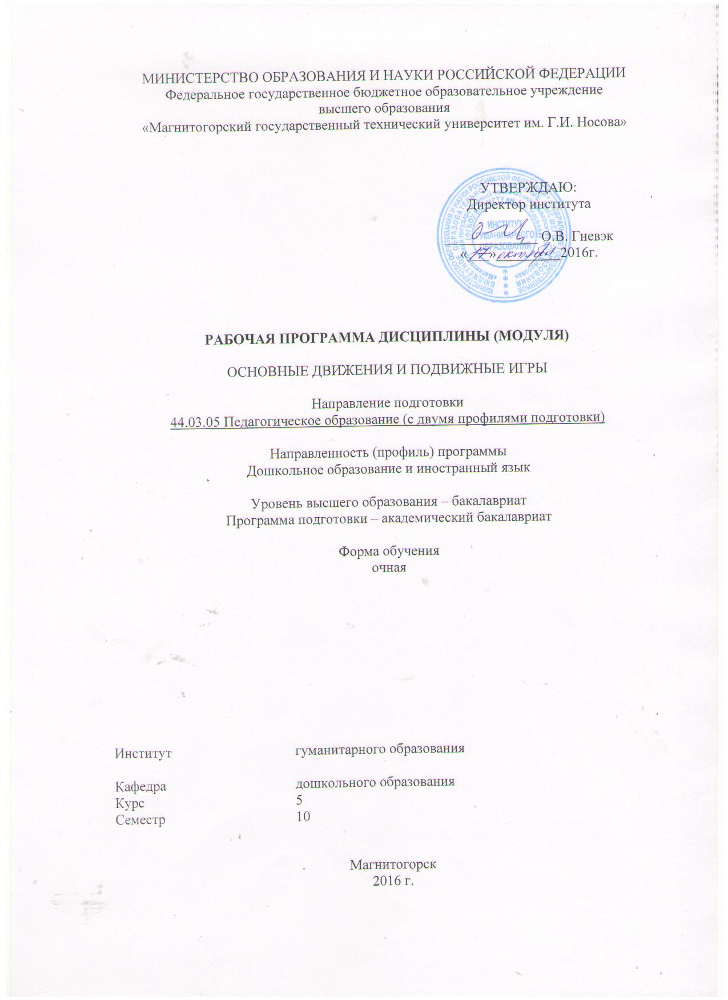 МИНИСТЕРСТВО ОБРАЗОВАНИЯ И НАУКИ РОССИЙСКОЙ ФЕДЕРАЦИИ
Федеральное государственное бюджетное образовательное учреждение
высшего образования
«Магнитогорский государственный технический университет им. Г.И. Носова»
УТВЕРЖДАЮ:
Директор института
О.В. Гневэк
«17» октября 2016г.
ИНСТИТУТ
ГУМАНИТАРНОГО
ОБРАЗОВАНИЯ
РАБОЧАЯ ПРОГРАММА ДИСЦИПЛИНЫ (МОДУЛЯ)
ОСНОВНЫЕ ДВИЖЕНИЯ И ПОДВИЖНЫЕ ИГРЫ
Направление подготовки
44.03.05 Педагогическое образование (с двумя профилями подготовки)
Направленность (профиль) программы
Дошкольное образование и иностранный язык
Уровень высшего образования – бакалавриат
Программа подготовки – академический бакалавриат
Форма обучения
очная
Институт гуманитарного образования
Кафедра дошкольного образования
Курс 5
Семестр 10
Магнитогорск
2016 г.